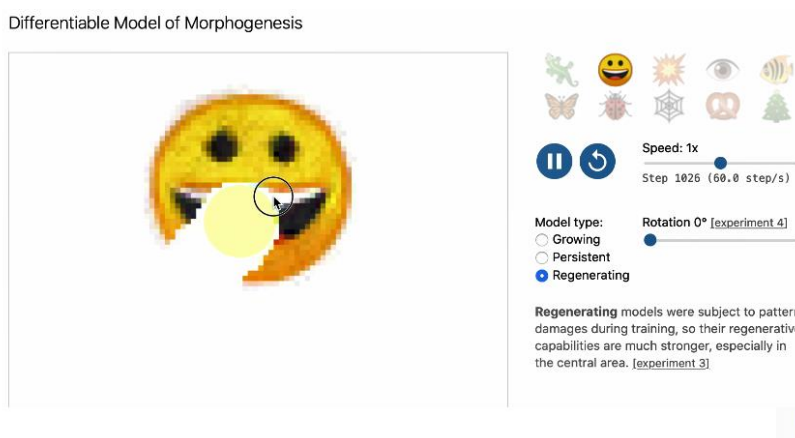 Differentiable Model of Morphogenesis
Speed: 1x
Step 1026 (60.0 step/s)
Model type:
Rotation 0° [experiment 4]
Growing
Persistent
Regenerating
Regenerating models were subject to pattern
damages during training, so their regenerativ
capabilities are much stronger, especially in
the central area. [experiment 3]